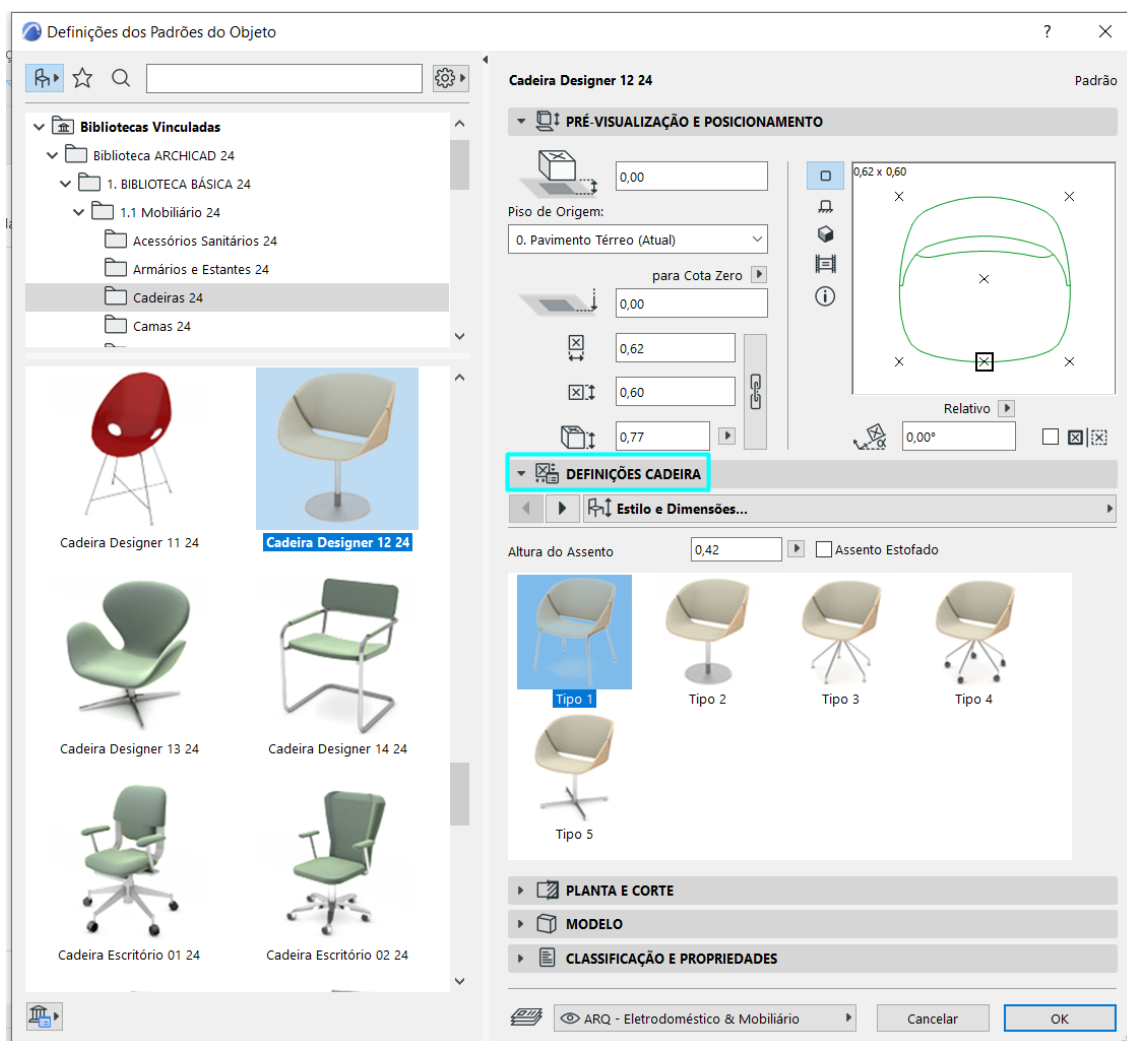 Definições dos Padrões do Objeto
?
Bibliotecas Vinculadas
Biblioteca ARCHICAD 24
1. BIBLIOTECA BÁSICA 24
1.1 Mobiliário 24
Acessórios Sanitários 24
Armários e Estantes 24
Cadeiras 24
Camas 24
Cadeira Designer 11 24
Cadeira Designer 12 24
Cadeira Designer 13 24
Cadeira Designer 14 24
Cadeira Escritório 01 24
Cadeira Escritório 02 24
Cadeira Designer 12 24
Padrão
PRÉ-VISUALIZAÇÃO E POSICIONAMENTO
0,00
Piso de Origem:
0. Pavimento Térreo (Atual)
para Cota Zero
0,00
0,62
0,60
0,77
0,62 x 0,60
Relativo
α
0,00°
DEFINIÇÕES CADEIRA
Estilo e Dimensões...
Altura do Assento
0,42
Assento Estofado
Tipo 1
Tipo 2
Tipo 3
Tipo 4
Tipo 5
PLANTA E CORTE
MODELO
CLASSIFICAÇÃO E PROPRIEDADES
ARQ - Eletrodoméstico & Mobiliário
Cancelar
OK